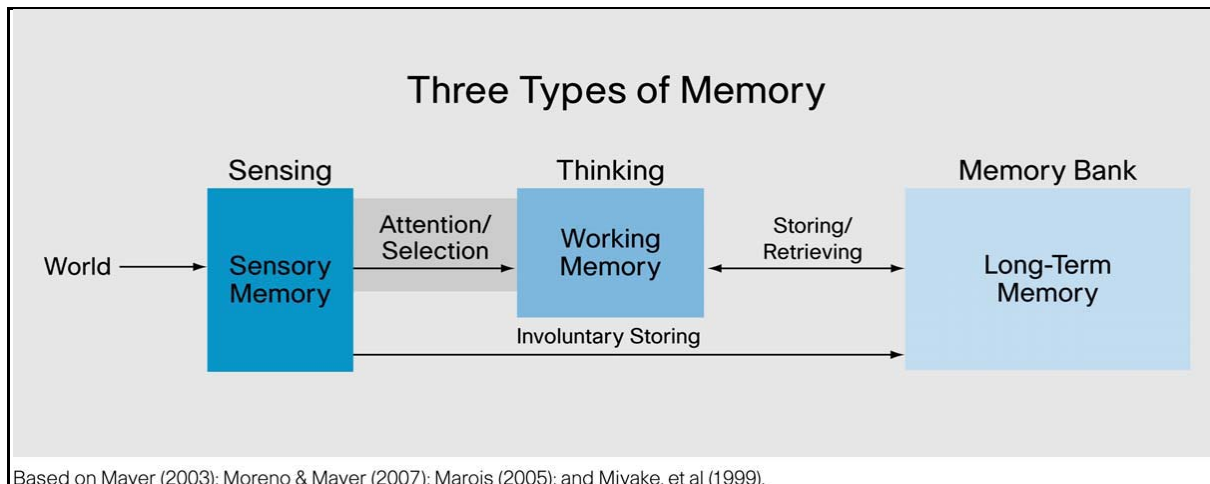 Three Types of Memory
Sensing
Thinking
Memory Bank
World
Sensory
Memory
Attention/
Selection
Working
Memory
Storing/
Retrieving
Long-Term
Memory
Involuntary Storing
Based on Mayer (2003); Moreno & Mayer (2007); Marois (2005); and Miyake, et al (1999).